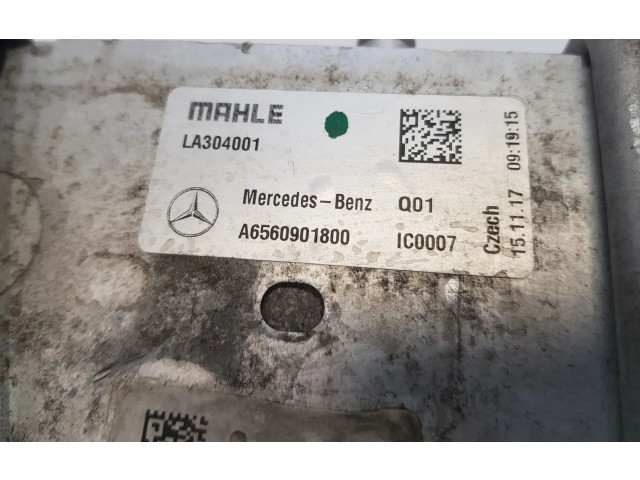 MAHLE
LA304001
Mercedes-Benz Q01
A6560901800 IC0007
Czech
15.11.17 09:19:15